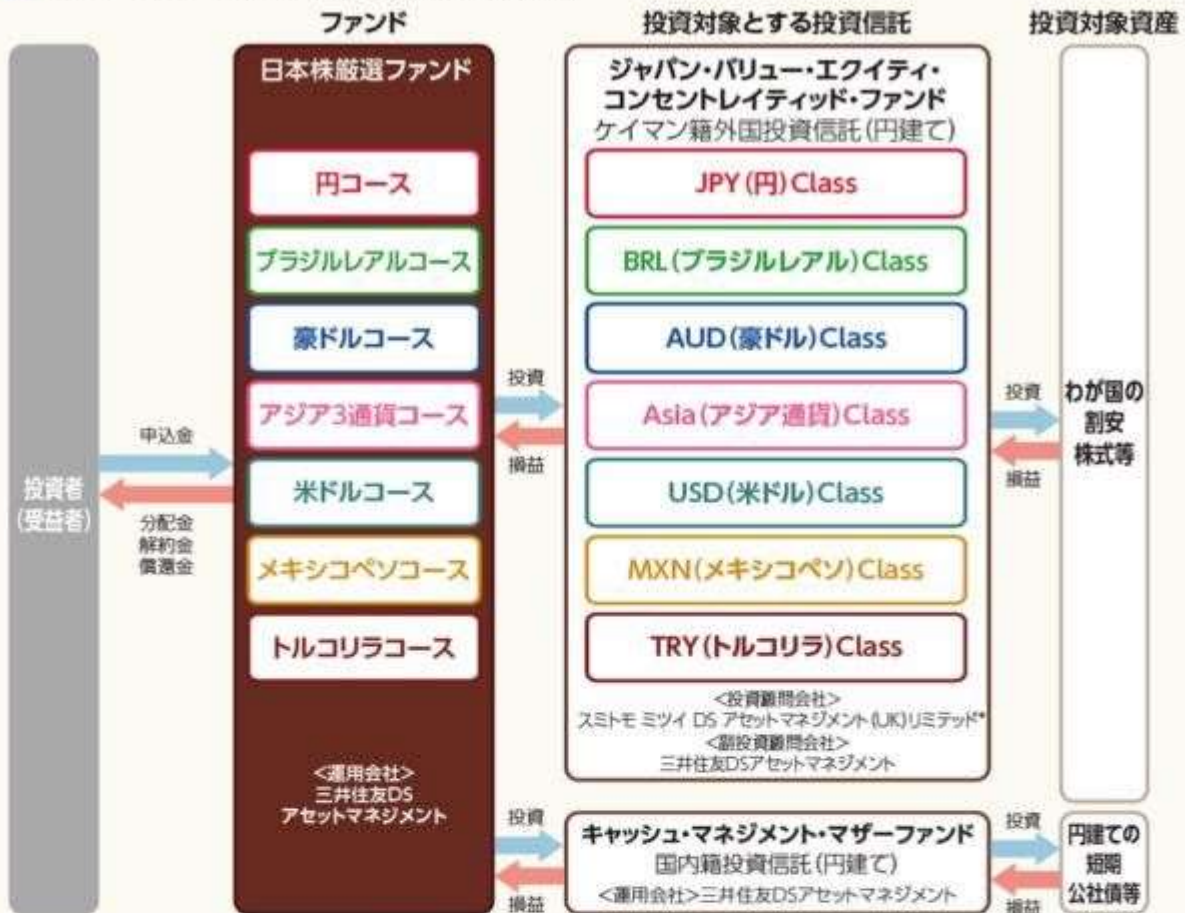 ファンド
投資対象とする投資信託
投資対象資産
日本株厳選ファンド
ジャパン・バリュー・エクイティ・
コンセントレイティッド・ファンド
ケイマン籍外国投資信託(円建て)
円コース
JPY(円)Class
ブラジルレアルコース
BRL(ブラジルレアル)Class
豪ドルコース
AUD(豪ドル)Class
アジア3通貨コース
Asia(アジア通貨)Class
米ドルコース
USD(米ドル)Class
メキシコペソコース
MXN(メキシコペソ)Class
トルコリラコース
TRY(トルコリラ)Class
投資者
(受益者)
申込金
分配金
解約金
償還金
投資
損益
投資
損益
わが国の
割安
株式等
<投資顧問会社>
スミトモ ミツイ DS アセットマネジメント(UK)リミテッド*
<副投資顧問会社>
三井住友DSアセットマネジメント
<運用会社>
三井住友DS
アセットマネジメント
投資
損益
キャッシュ・マネジメント・マザーファンド
国内籍投資信託(円建て)
<運用会社>三井住友DSアセットマネジメント
投資
損益
円建ての
短期
公社債等